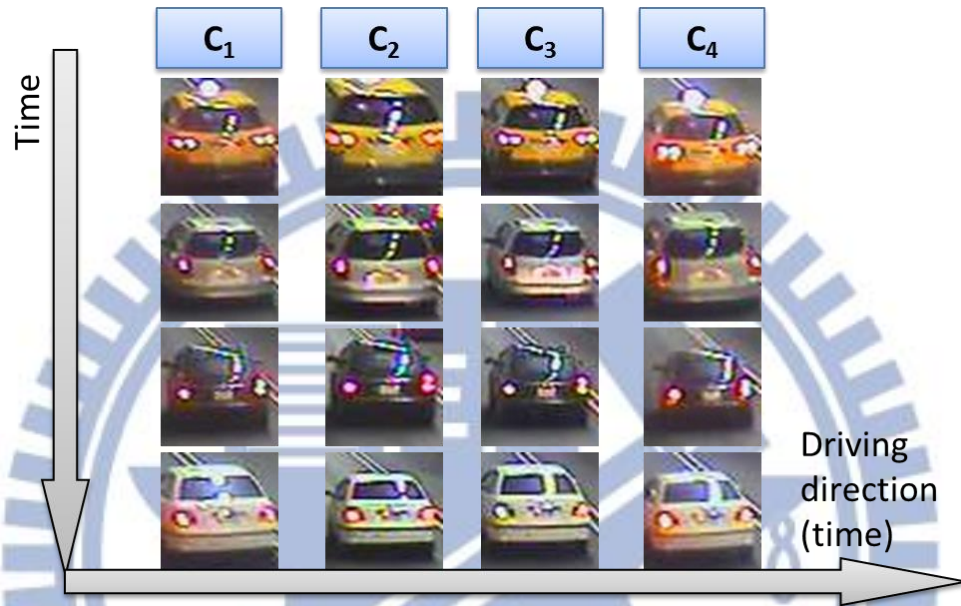 C₁ C₂ C₃ C₄
Time
Driving
direction
(time)